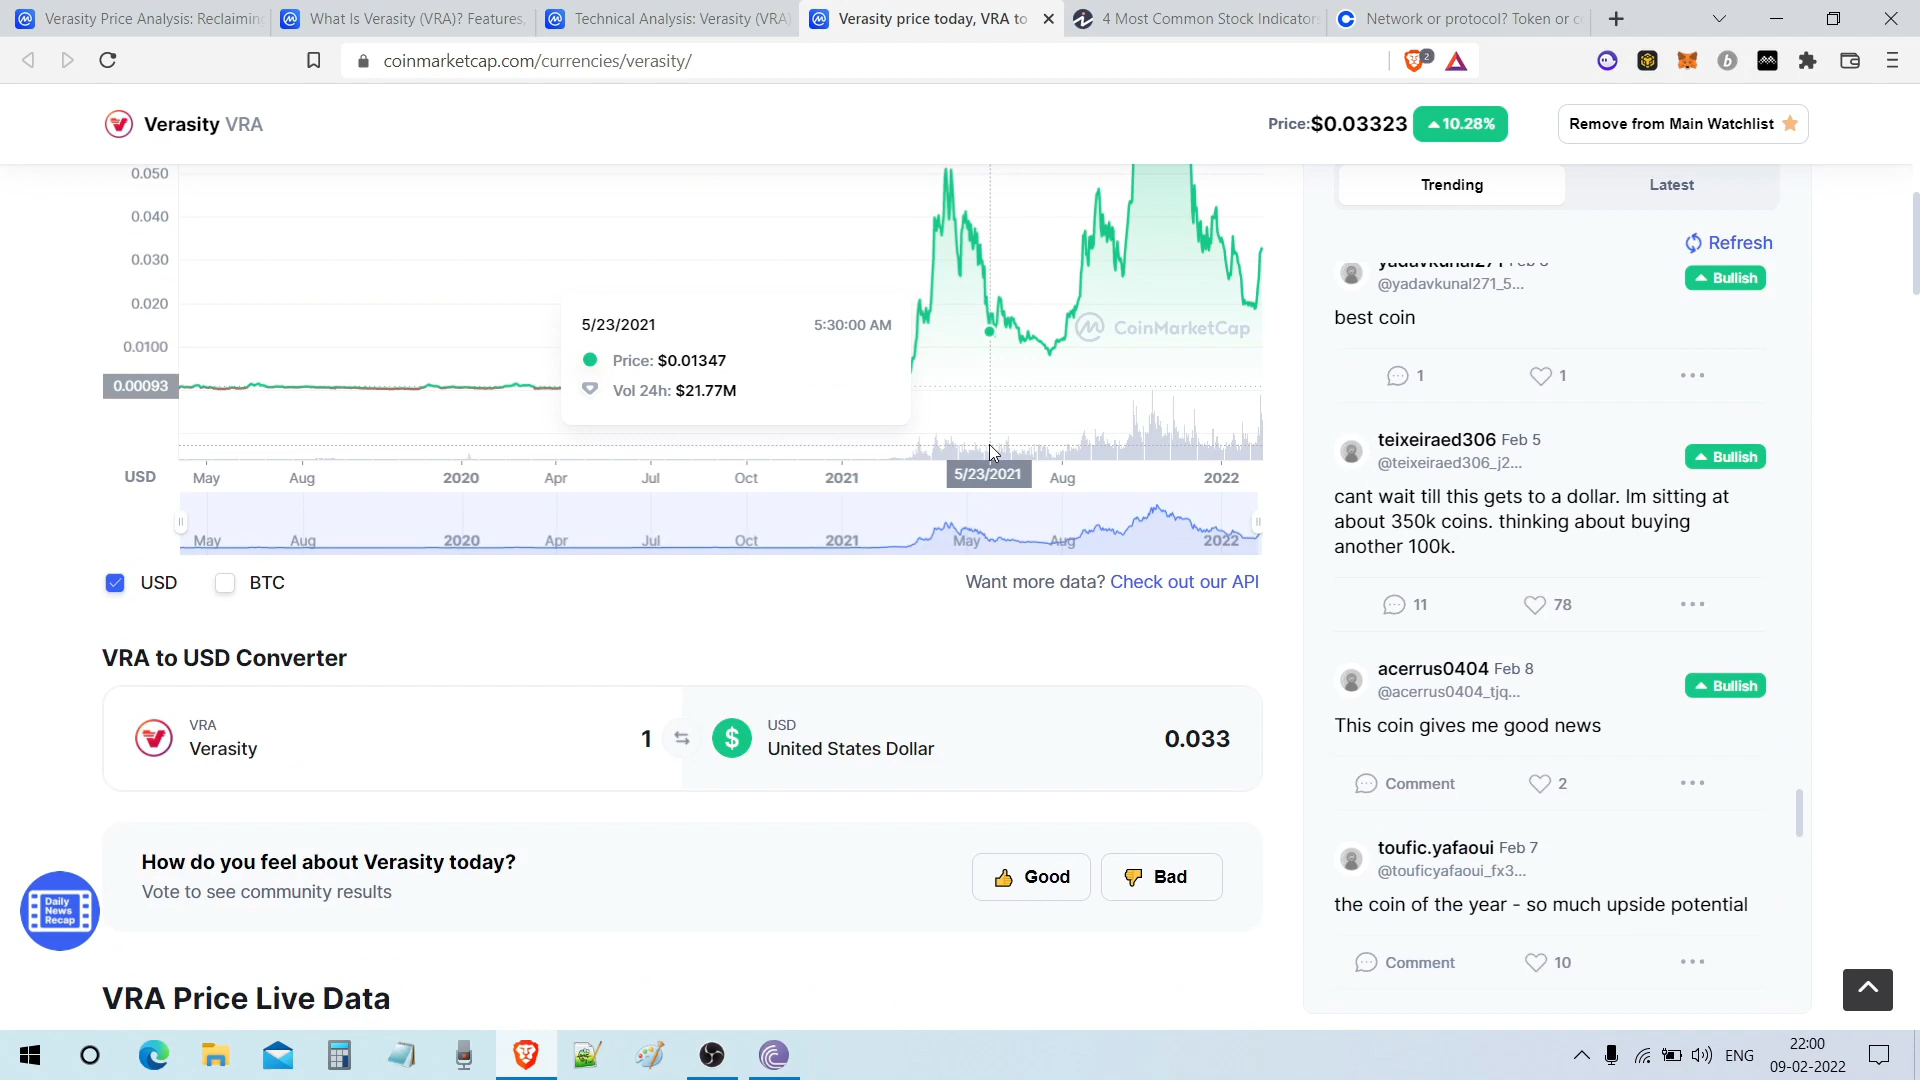 Verasity Price Analysis: Reclaiming
What Is Verasity (VRA)? Features,
Technical Analysis: Verasity (VRA)
Verasity price today, VRA to
4 Most Common Stock Indicators
Network or protocol? Token or co
coinmarketcap.com/currencies/verasity/
2
Verasity VRA
Price:$0.03323
10.28%
Remove from Main Watchlist
0.050
0.040
0.030
0.020
0.0100
0.00093
5/23/2021 5:30:00 AM
Price: $0.01347
Vol 24h: $21.77M
CoinMarketCap
USD
May Aug 2020 Apr Jul Oct 2021 5/23/2021 Aug 2022
May Aug 2020 Apr Jul Oct 2021 May Aug 2022
USD
BTC
Want more data? Check out our API
VRA to USD Converter
VRA
Verasity
1
USD
United States Dollar
0.033
How do you feel about Verasity today?
Vote to see community results
Good
Bad
Daily
News
Recap
VRA Price Live Data
Trending
Latest
Refresh
yadavkunal271 Feb
@yadavkunal271_5...
Bullish
best coin
1
1
teixeiraed306 Feb 5
@teixeiraed306_j2...
Bullish
cant wait till this gets to a dollar. Im sitting at
about 350k coins. thinking about buying
another 100k.
11
78
acerrus0404 Feb 8
@acerrus0404_tjq...
Bullish
This coin gives me good news
Comment
2
toufic.yafaoui Feb 7
@touficyafaoui_fx3...
the coin of the year - so much upside potential
Comment
10
ENG
22:00
09-02-2022